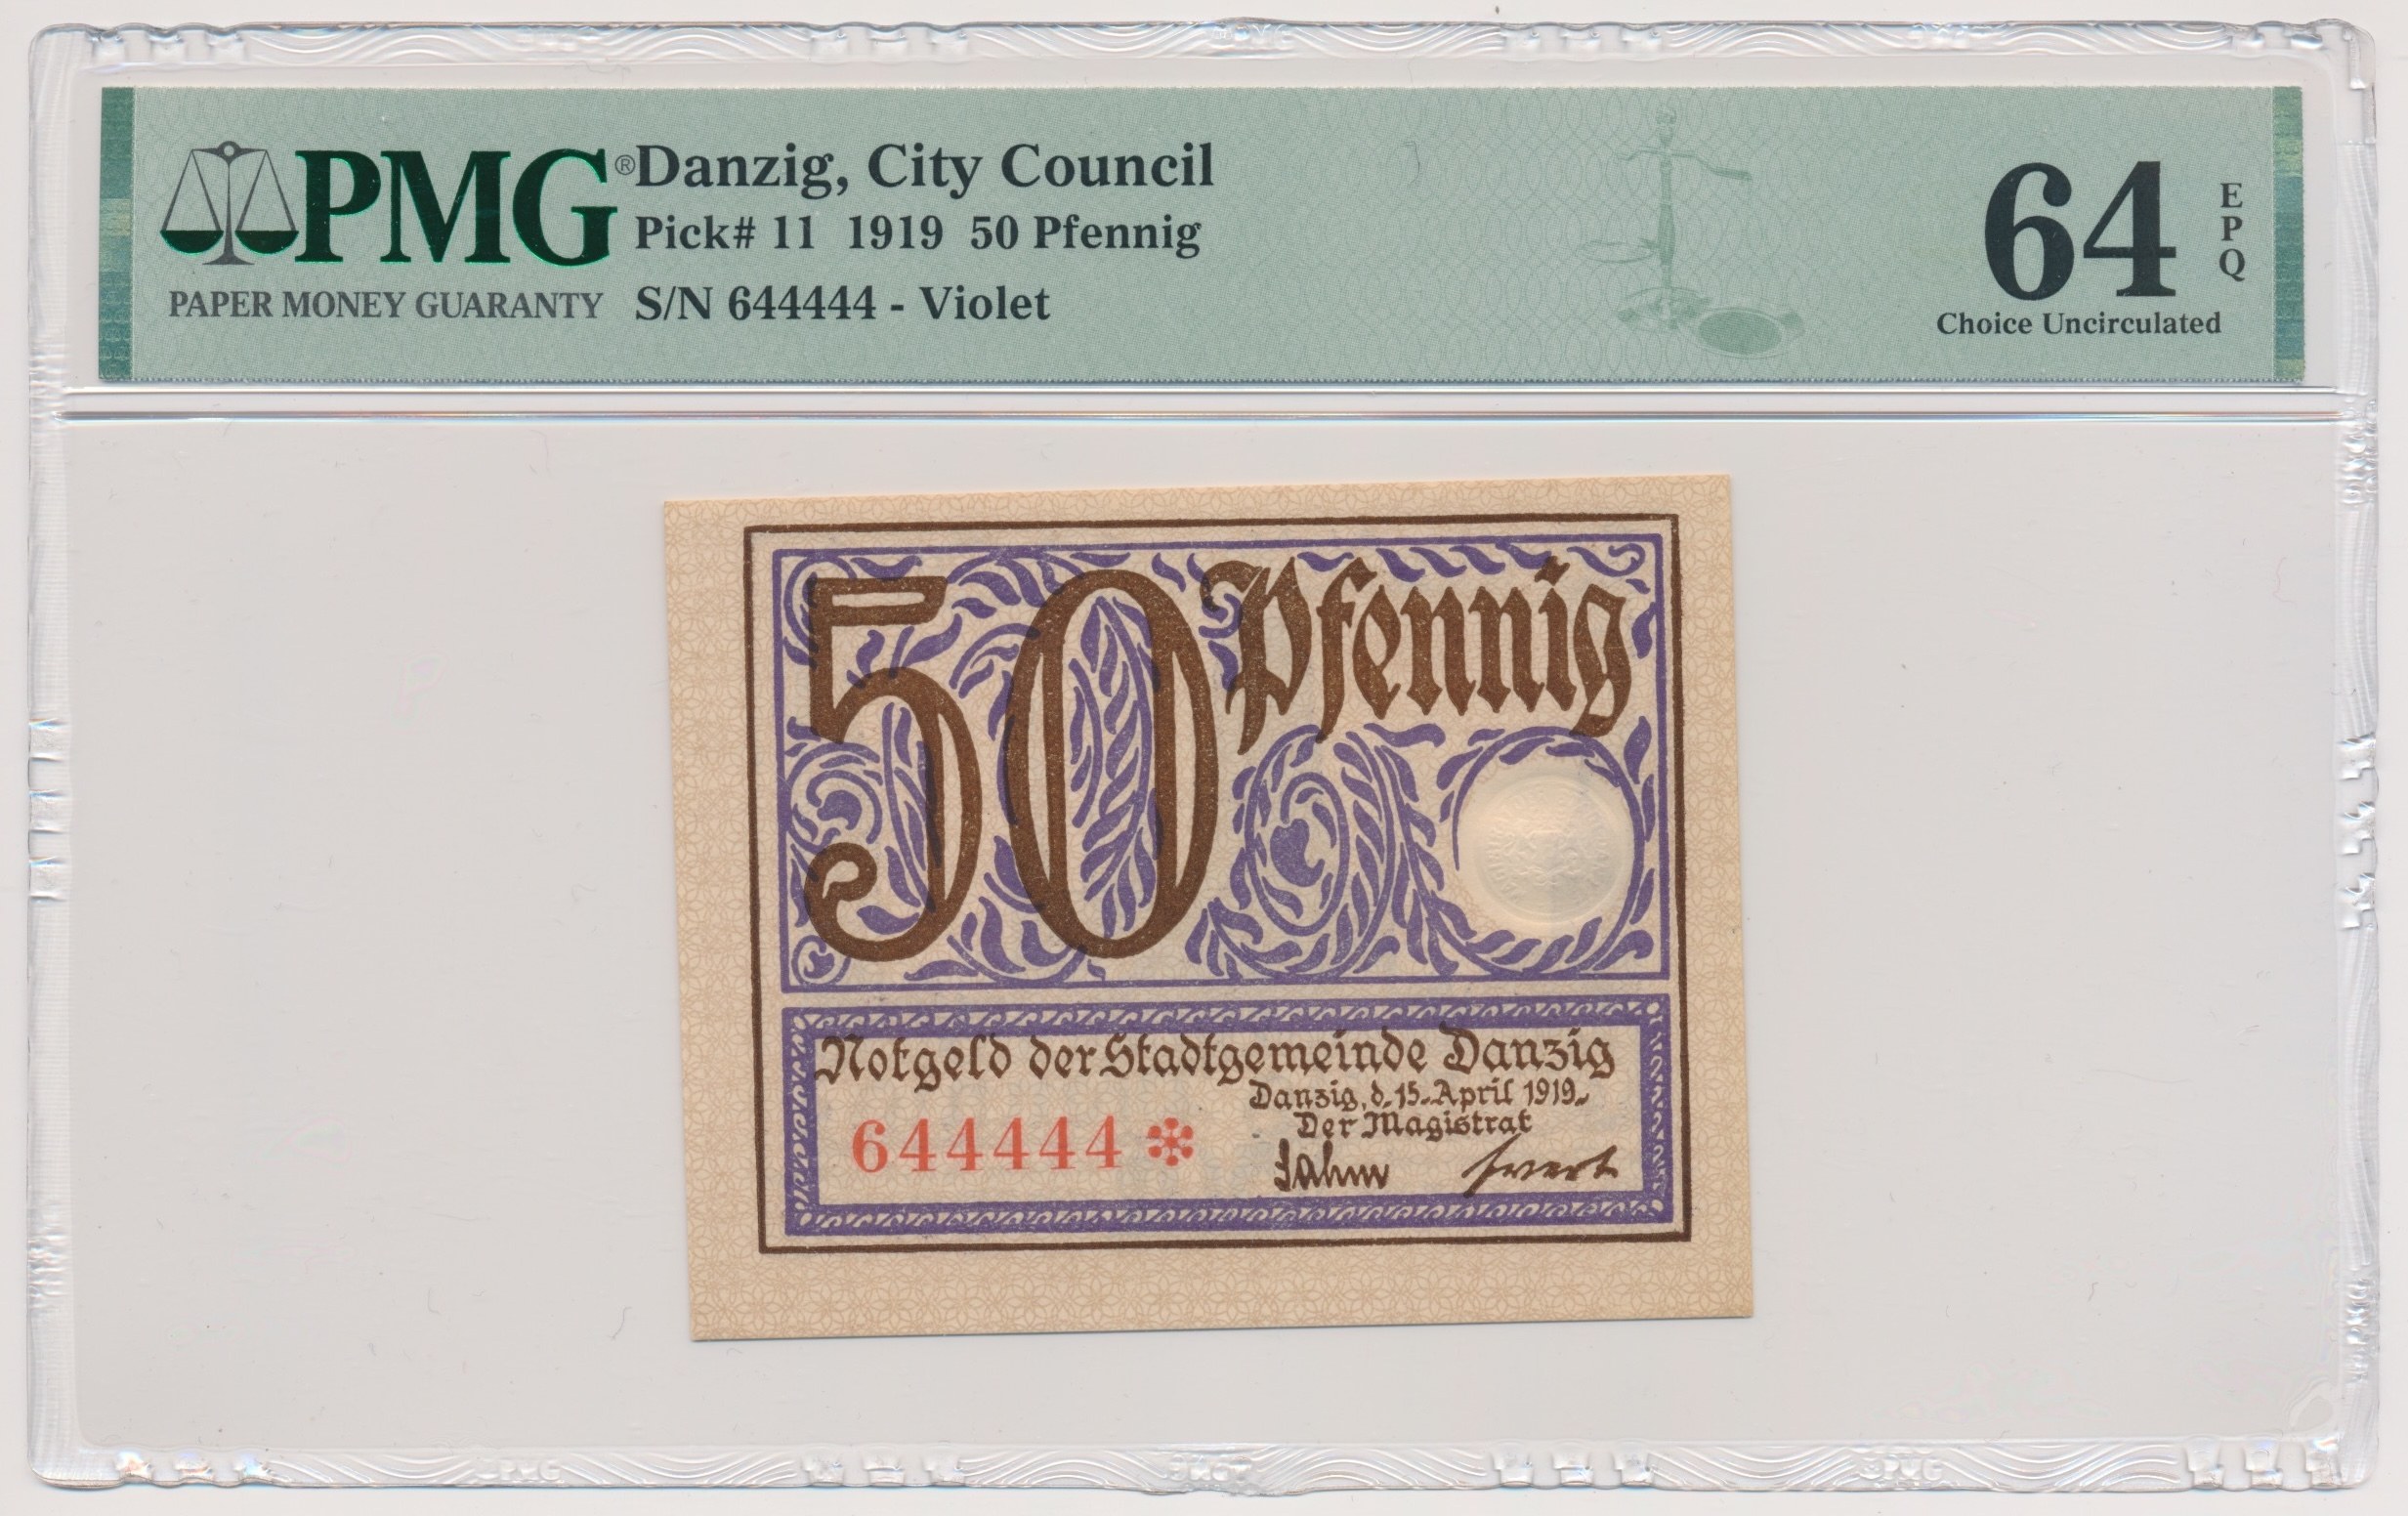 PMG®
PAPER MONEY GUARANTY
Danzig, City Council
Pick# 11 1919 50 Pfennig
S/N 644444 - Violet
64
EPQ
Choice Uncirculated
50 Pfennig
Notgeld der Stadtgemeinde Danzig
Danzig, d. 15. April 1919.
Der Magistrat
644444 *
Sahm